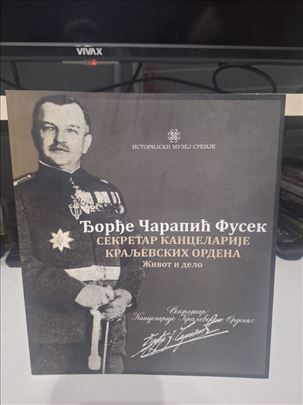 VIVAX
ИСТОРИЈСКИ МУЗЕЈ СРБИЈЕ
Ђорђе Чарапић Фусек
СЕКРЕТАР КАНЦЕЛАРИЈЕ
КРАЉЕВСКИХ ОРДЕНА
Живот и дело
Секретар
Канцеларије Краљевских Ордена